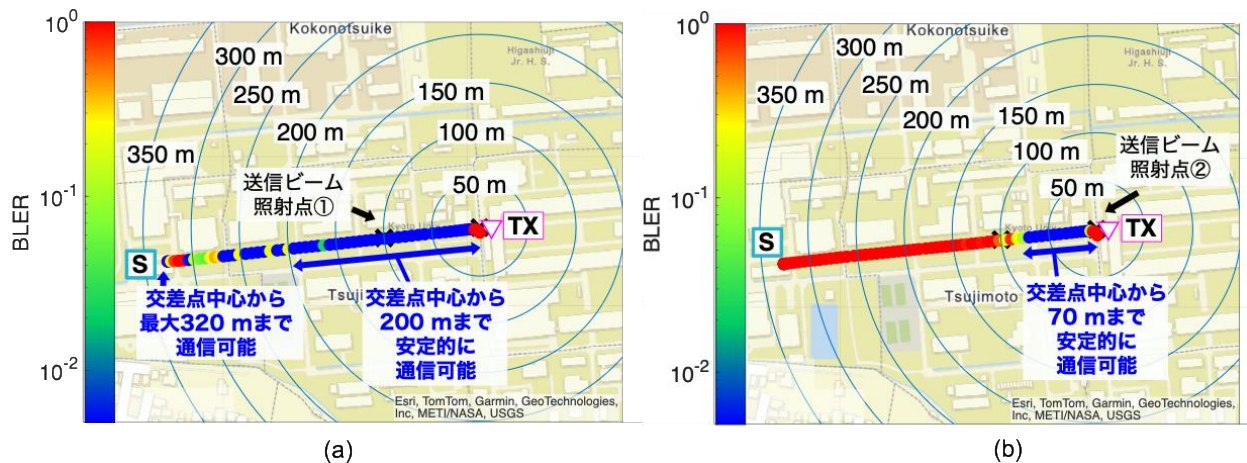 10⁰
10⁻¹
10⁻²
BLER
Kokonotsuike
Higashiuji
Jr. H. S.
300 m
250 m
200 m
150 m
100 m
50 m
350 m
送信ビーム
照射点①
TX
S
Tsuji
交差点中心から
最大320 mまで
通信可能
交差点中心から
200 mまで
安定的に
通信可能
Esri, TomTom, Garmin, GeoTechnologies,
Inc, METI/NASA, USGS
(a)
10⁰
10⁻¹
10⁻²
BLER
Kokonotsuike
Higashiuji
Jr. H. S.
300 m
250 m
200 m
150 m
100 m
50 m
350 m
送信ビーム
照射点②
TX
S
Tsujimoto
交差点中心から
70 mまで
安定的に
通信可能
Esri, TomTom, Garmin, GeoTechnologies,
Inc, METI/NASA, USGS
(b)